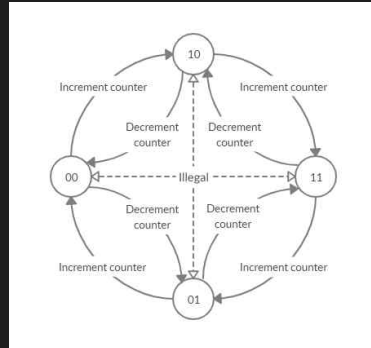 10
Increment counter
Increment counter
Decrement
counter
Decrement
counter
00
Illegal
11
Decrement
counter
Decrement
counter
Increment counter
Increment counter
01